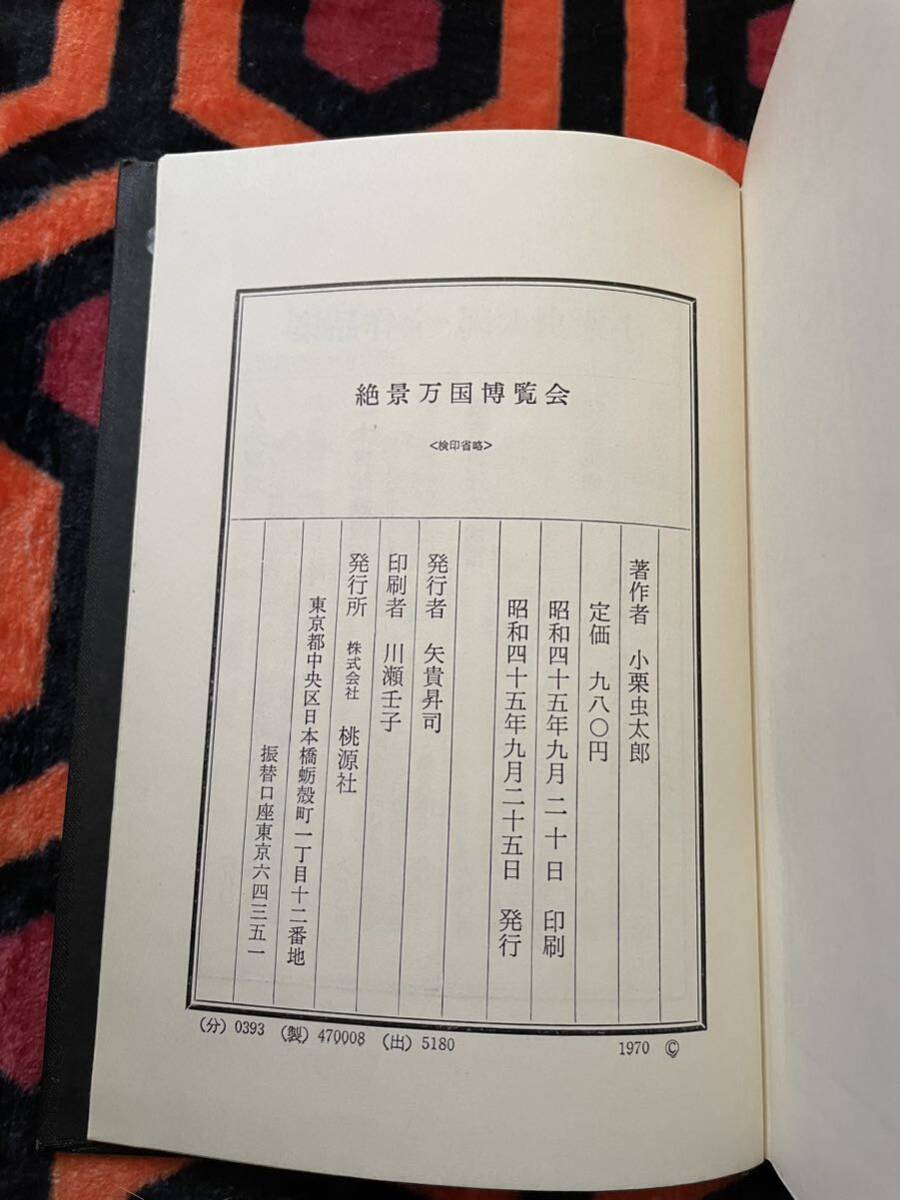 絶景万国博覧会
<検印省略>
著作者 小栗虫太郎
定価 九八〇円
昭和四十五年九月二十日 印刷
昭和四十五年九月二十五日 発行
発行者 矢貴昇司
印刷者 川瀬壬子
発行所 株式会社 桃源社
東京都中央区日本橋蛎殻町一丁目十二番地
振替口座東京六四三五一
(分) 0393 (製) 470008 (出) 5180
1970 ©